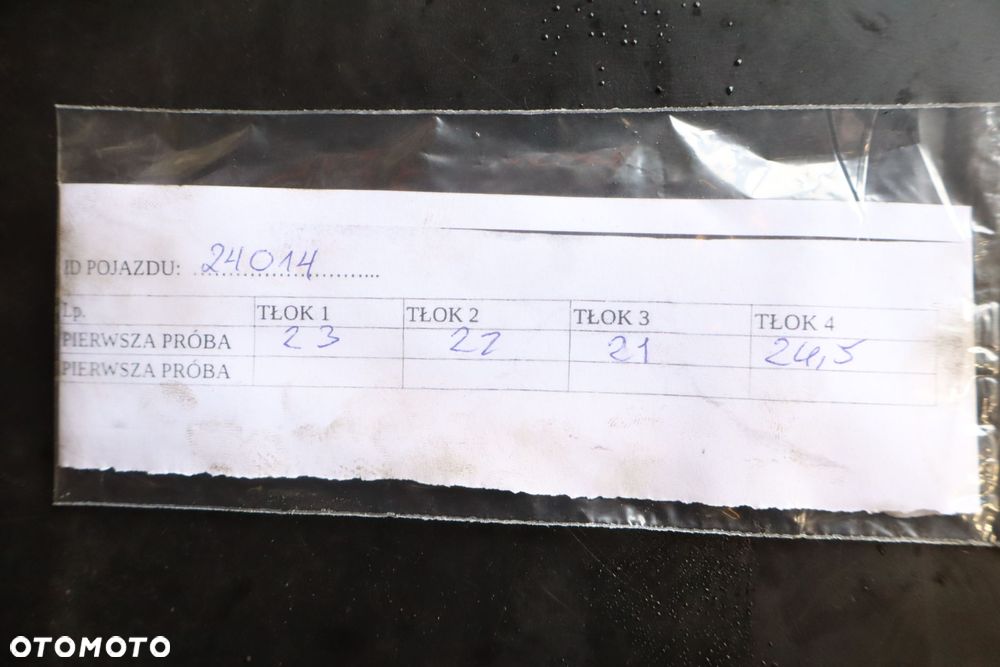 ID POJAZDU: 24014
Lp. TŁOK 1 TŁOK 2 TŁOK 3 TŁOK 4
PIERWSZA PRÓBA 23 22 21 24,5
PIERWSZA PRÓBA
OTOMOTO